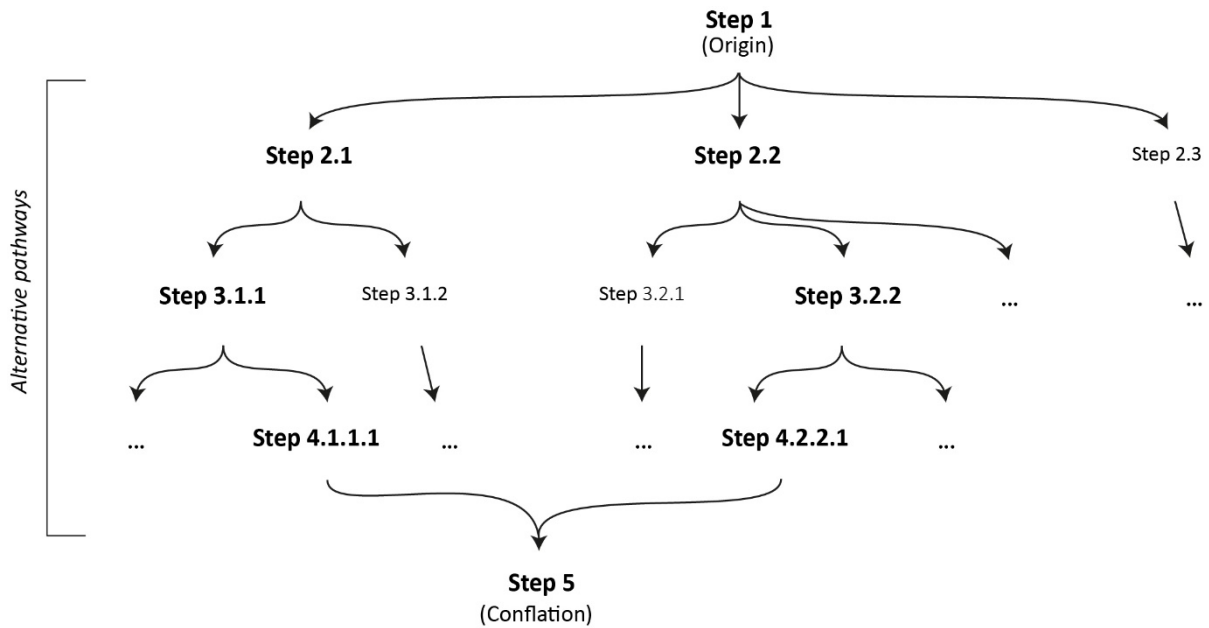 Step 1
(Origin)
Alternative pathways
Step 2.1
Step 2.2
Step 2.3
Step 3.1.1
Step 3.1.2
Step 3.2.1
Step 3.2.2
...
...
...
Step 4.1.1.1
...
...
Step 4.2.2.1
...
Step 5
(Conflation)